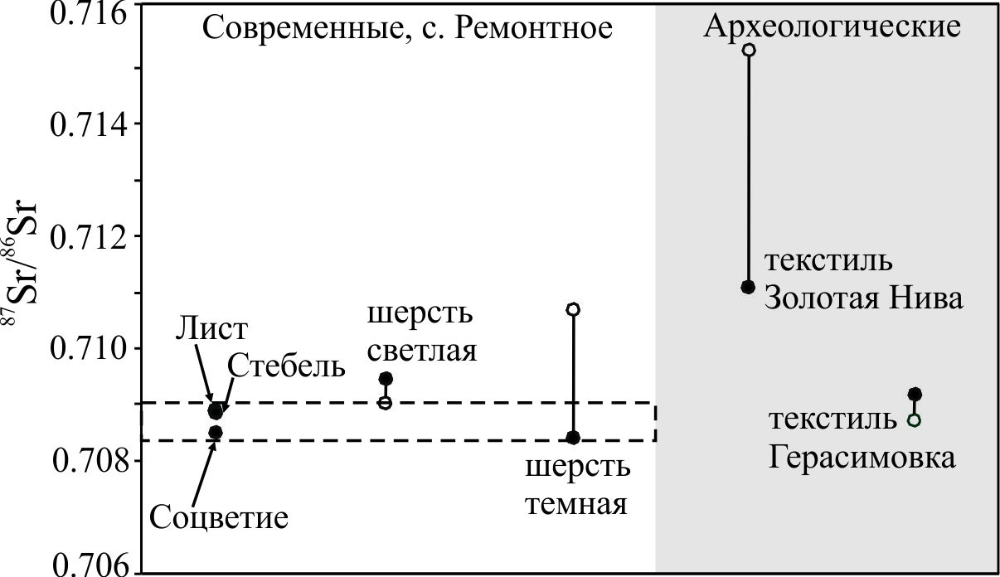 0.716
Современные, с. Ремонтное
Археологические
0.714
0.712
0.710
0.708
0.706
⁸⁷Sr/⁸⁶Sr
Лист
Стебель
Соцветие
шерсть
светлая
шерсть
темная
текстиль
Золотая Нива
текстиль
Герасимовка